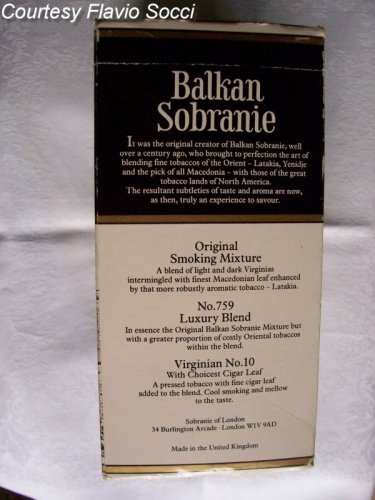 Courtesy Flavio Socci
Balkan
Sobranie
It was the original creator of Balkan Sobranie, well
over a century ago, who brought to perfection the art of
blending fine tobaccos of the Orient – Latakia, Yenidje
and the pick of all Macedonia – with those of the great
tobacco lands of North America.
The resultant subtleties of taste and aroma are now,
as then, truly an experience to savour.
Original
Smoking Mixture
A blend of light and dark Virginias
intermingled with finest Macedonian leaf enhanced
by that more robustly aromatic tobacco – Latakia.
No.759
Luxury Blend
In essence the Original Balkan Sobranie Mixture but
with a greater proportion of costly Oriental tobaccos
within the blend.
Virginian No.10
With Choicest Cigar Leaf
A pressed tobacco with fine cigar leaf
added to the blend. Cool smoking and mellow
to the taste.
Sobranie of London
34 Burlington Arcade · London W1V 9AD
Made in the United Kingdom